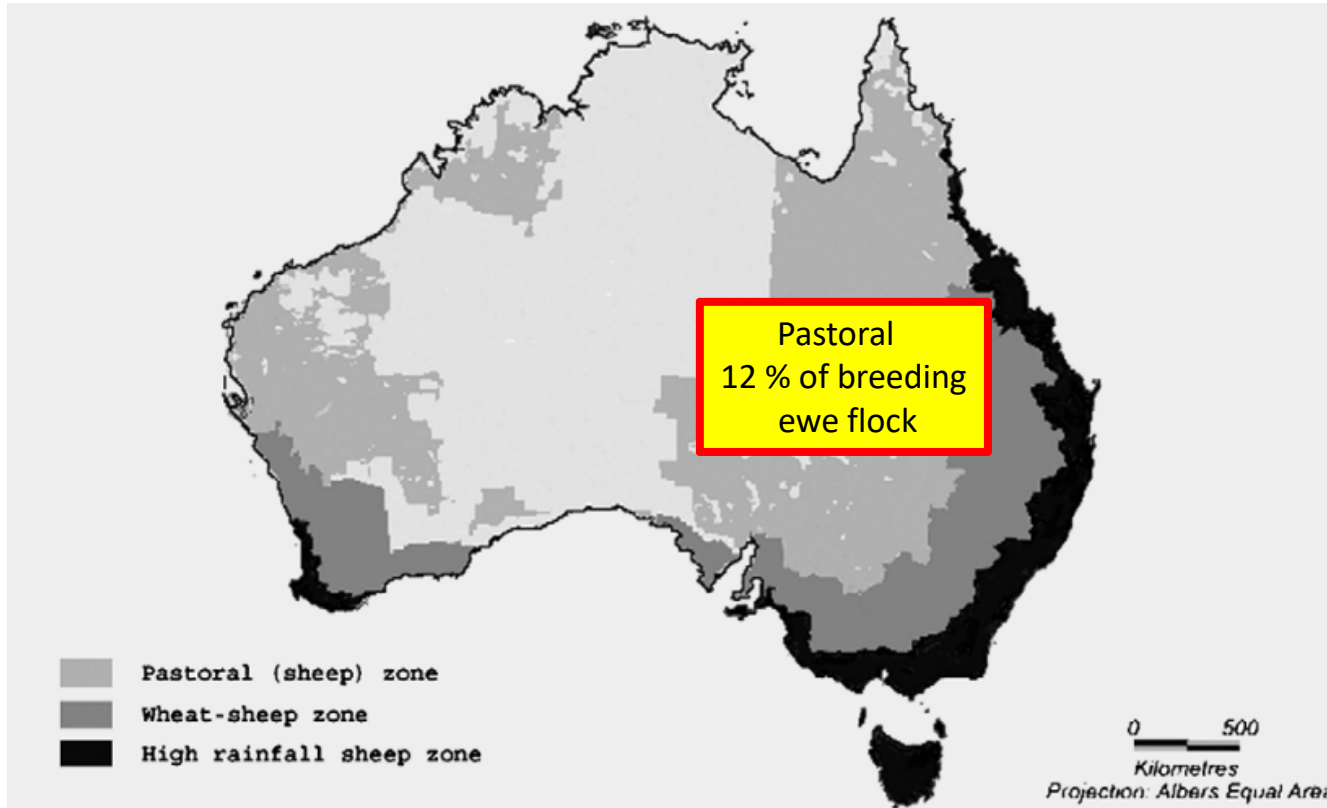 Pastoral
12 % of breeding
ewe flock
Pastoral (sheep) zone
Wheat-sheep zone
High rainfall sheep zone
0 500
Kilometres
Projection: Albers Equal Area